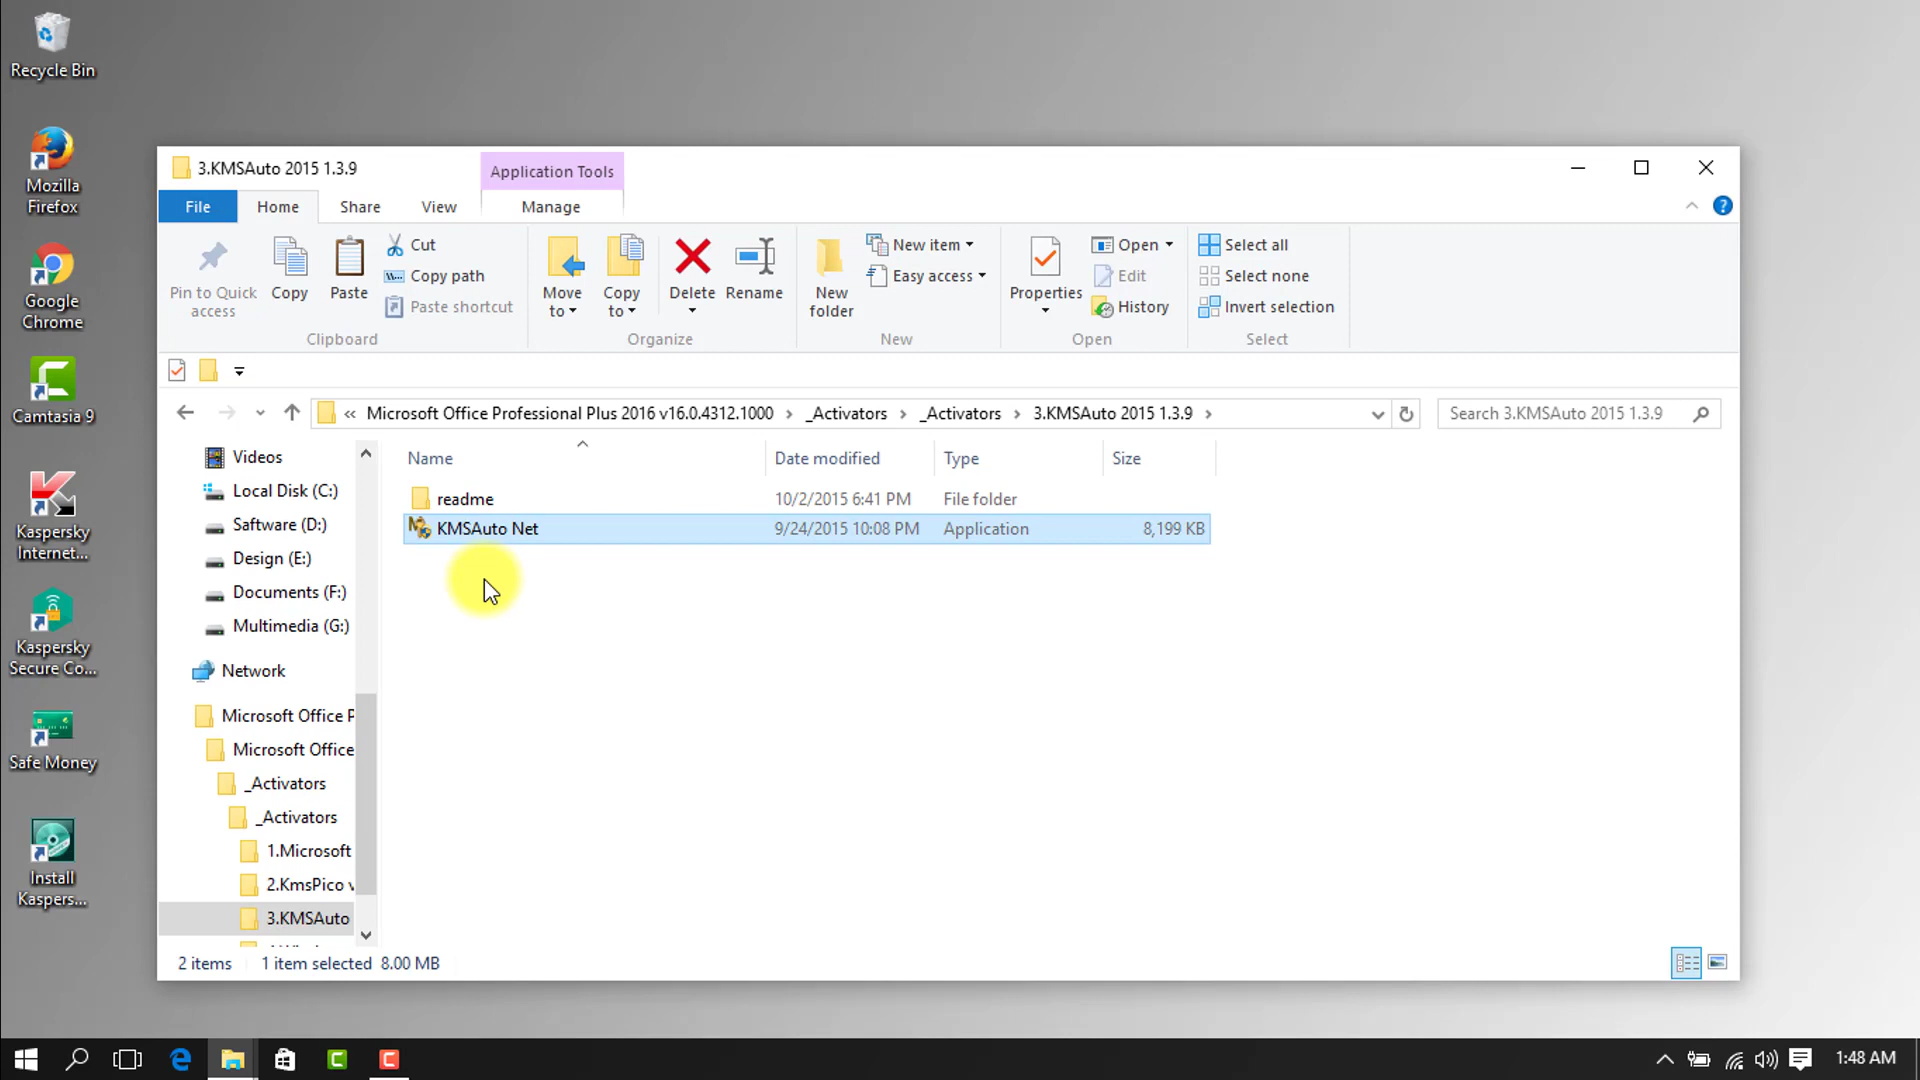 Recycle Bin
Mozilla
Firefox
Google
Chrome
Camtasia 9
Kaspersky
Internet...
Kaspersky
Secure Co...
Safe Money
Install
Kaspers...
3.KMSAuto 2015 1.3.9
Application Tools
File
Home
Share
View
Manage
Pin to Quick
access
Copy
Paste
Cut
Copy path
Paste shortcut
Clipboard
Move
to
Copy
to
Delete
Rename
Organize
New
folder
New item
Easy access
New
Properties
Open
Edit
History
Open
Select all
Select none
Invert selection
Select
« Microsoft Office Professional Plus 2016 v16.0.4312.1000 > _Activators > _Activators > 3.KMSAuto 2015 1.3.9 >
Search 3.KMSAuto 2015 1.3.9
Videos
Local Disk (C:)
Saftware (D:)
Design (E:)
Documents (F:)
Multimedia (G:)
Network
Microsoft Office P
Microsoft Office
_Activators
_Activators
1.Microsoft
2.KmsPico v
3.KMSAuto
Name Date modified Type Size
readme 10/2/2015 6:41 PM File folder
KMSAuto Net 9/24/2015 10:08 PM Application 8,199 KB
2 items 1 item selected 8.00 MB
1:48 AM